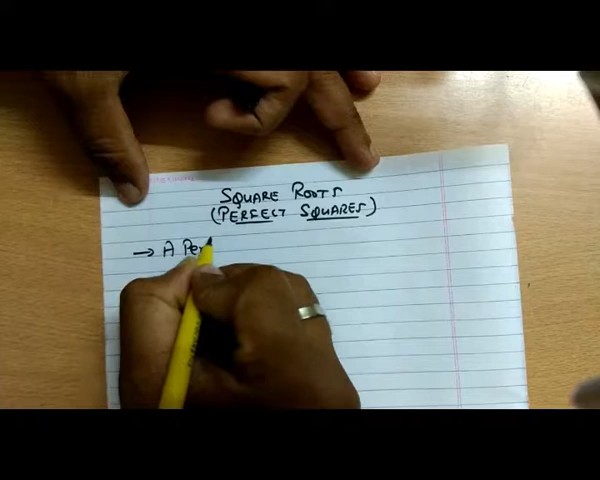 SQUARE ROOTS
(PERFECT SQUARES)
→ A Per